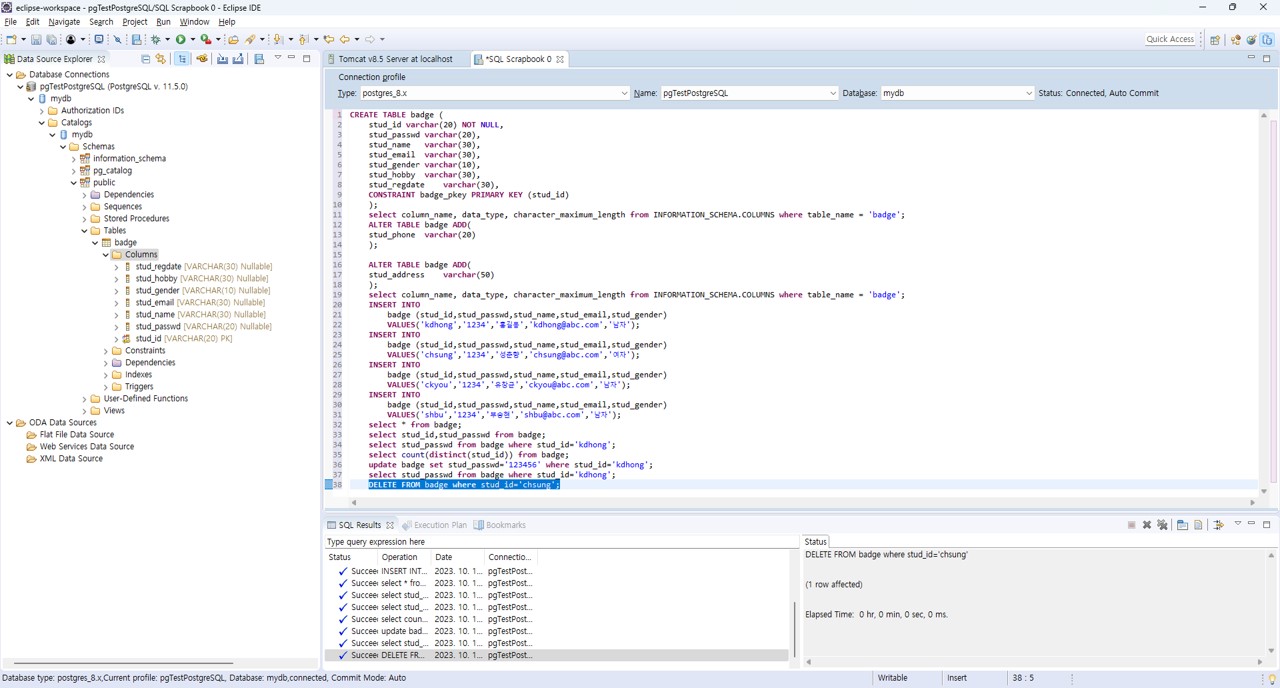 eclipse-workspace - pgTestPostgreSQL/SQL Scrapbook 0 - Eclipse IDE
File Edit Navigate Search Project Run Window Help
Quick Access
Data Source Explorer
Database Connections
pgTestPostgreSQL (PostgreSQL v. 11.5.0)
mydb
Authorization IDs
Catalogs
mydb
Schemas
information_schema
pg_catalog
public
Dependencies
Sequences
Stored Procedures
Tables
badge
Columns
stud_regdate [VARCHAR(30) Nullable]
stud_hobby [VARCHAR(30) Nullable]
stud_gender [VARCHAR(10) Nullable]
stud_email [VARCHAR(30) Nullable]
stud_name [VARCHAR(30) Nullable]
stud_passwd [VARCHAR(20) Nullable]
stud_id [VARCHAR(20) PK]
Constraints
Dependencies
Indexes
Triggers
User-Defined Functions
Views
ODA Data Sources
Flat File Data Source
Web Services Data Source
XML Data Source
Tomcat v8.5 Server at localhost *SQL Scrapbook 0
Connection profile
Type: postgres_8.x Name: pgTestPostgreSQL Database: mydb Status: Connected, Auto Commit
1 CREATE TABLE badge (
2 stud_id varchar(20) NOT NULL,
3 stud_passwd varchar(20),
4 stud_name varchar(30),
5 stud_email varchar(30),
6 stud_gender varchar(10),
7 stud_hobby varchar(30),
8 stud_regdate varchar(30),
9 CONSTRAINT badge_pkey PRIMARY KEY (stud_id)
10 );
11 select column_name, data_type, character_maximum_length from INFORMATION_SCHEMA.COLUMNS where table_name = 'badge';
12 ALTER TABLE badge ADD(
13 stud_phone varchar(20)
14 );
15
16 ALTER TABLE badge ADD(
17 stud_address varchar(50)
18 );
19 select column_name, data_type, character_maximum_length from INFORMATION_SCHEMA.COLUMNS where table_name = 'badge';
20 INSERT INTO
21 badge (stud_id,stud_passwd,stud_name,stud_email,stud_gender)
22 VALUES('kdhong','1234','홍길동','kdhong@abc.com','남자');
23 INSERT INTO
24 badge (stud_id,stud_passwd,stud_name,stud_email,stud_gender)
25 VALUES('chsung','1234','성춘향','chsung@abc.com','여자');
26 INSERT INTO
27 badge (stud_id,stud_passwd,stud_name,stud_email,stud_gender)
28 VALUES('ckyou','1234','유창균','ckyou@abc.com','남자');
29 INSERT INTO
30 badge (stud_id,stud_passwd,stud_name,stud_email,stud_gender)
31 VALUES('shbu','1234','부승현','shbu@abc.com','남자');
32 select * from badge;
33 select stud_id,stud_passwd from badge;
34 select stud_passwd from badge where stud_id='kdhong';
35 select count(distinct(stud_id)) from badge;
36 update badge set stud_passwd='123456' where stud_id='kdhong';
37 select stud_passwd from badge where stud_id='kdhong';
38 DELETE FROM badge where stud_id='chsung';
SQL Results Execution Plan Bookmarks
Type query expression here
Status Operation Date Connectio...
Succee INSERT INT... 2023. 10. 1... pgTestPost...
Succee select * fro... 2023. 10. 1... pgTestPost...
Succee select stud_... 2023. 10. 1... pgTestPost...
Succee select stud_... 2023. 10. 1... pgTestPost...
Succee select coun... 2023. 10. 1... pgTestPost...
Succee update bad... 2023. 10. 1... pgTestPost...
Succee select stud_... 2023. 10. 1... pgTestPost...
Succee DELETE FR... 2023. 10. 1... pgTestPost...
Status
DELETE FROM badge where stud_id='chsung'
(1 row affected)
Elapsed Time: 0 hr, 0 min, 0 sec, 0 ms.
Database type: postgres_8.x,Current profile: pgTestPostgreSQL, Database: mydb,connected, Commit Mode: Auto Writable Insert 38 : 5